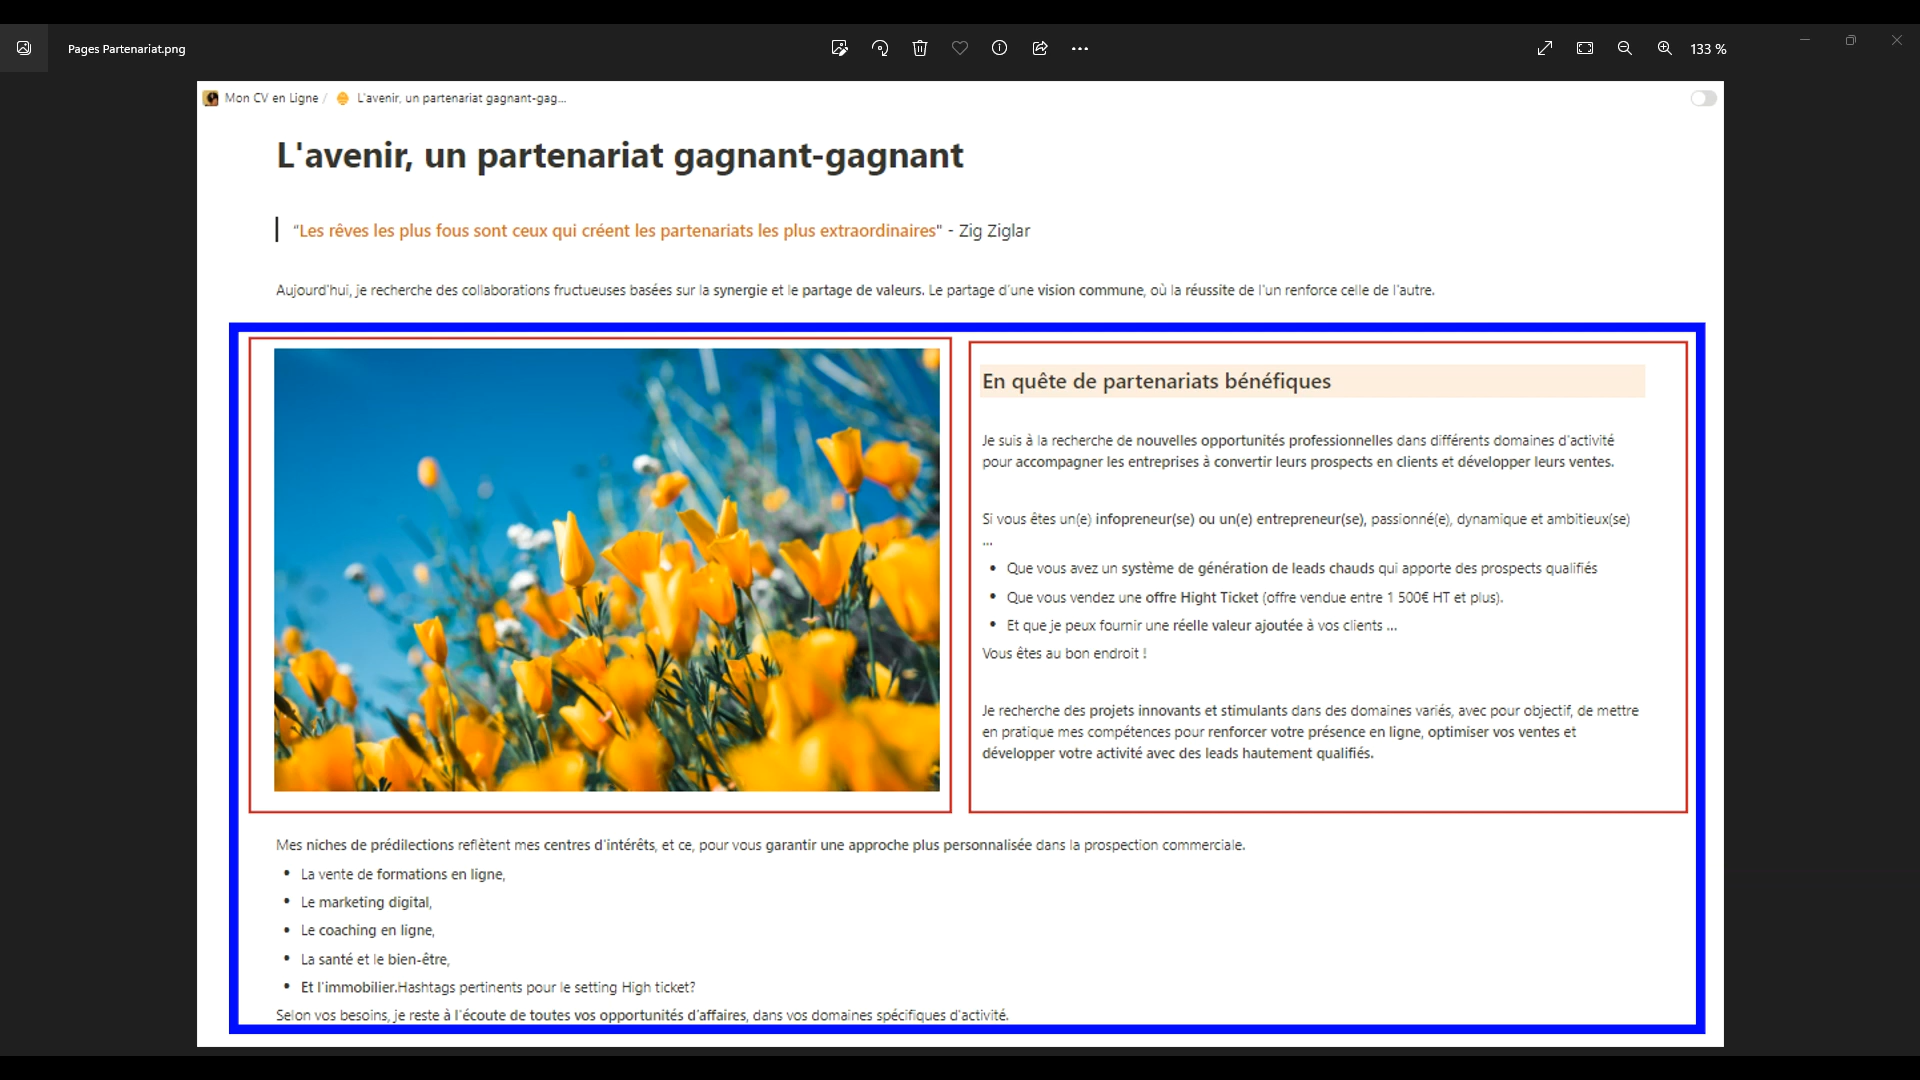 Pages Partenariat.png
133 %
Mon CV en Ligne / L'avenir, un partenariat gagnant-gag...
L'avenir, un partenariat gagnant-gagnant
"Les rêves les plus fous sont ceux qui créent les partenariats les plus extraordinaires" - Zig Ziglar
Aujourd'hui, je recherche des collaborations fructueuses basées sur la synergie et le partage de valeurs. Le partage d'une vision commune, où la réussite de l'un renforce celle de l'autre.
En quête de partenariats bénéfiques
Je suis à la recherche de nouvelles opportunités professionnelles dans différents domaines d'activité
pour accompagner les entreprises à convertir leurs prospects en clients et développer leurs ventes.
Si vous êtes un(e) infopreneur(se) ou un(e) entrepreneur(se), passionné(e), dynamique et ambitieux(se)
...
• Que vous avez un système de génération de leads chauds qui apporte des prospects qualifiés
• Que vous vendez une offre Hight Ticket (offre vendue entre 1 500€ HT et plus).
• Et que je peux fournir une réelle valeur ajoutée à vos clients ...
Vous êtes au bon endroit !
Je recherche des projets innovants et stimulants dans des domaines variés, avec pour objectif, de mettre
en pratique mes compétences pour renforcer votre présence en ligne, optimiser vos ventes et
développer votre activité avec des leads hautement qualifiés.
Mes niches de prédilections reflètent mes centres d'intérêts, et ce, pour vous garantir une approche plus personnalisée dans la prospection commerciale.
• La vente de formations en ligne,
• Le marketing digital,
• Le coaching en ligne,
• La santé et le bien-être,
• Et l'immobilier.Hashtags pertinents pour le setting High ticket?
Selon vos besoins, je reste à l'écoute de toutes vos opportunités d'affaires, dans vos domaines spécifiques d'activité.